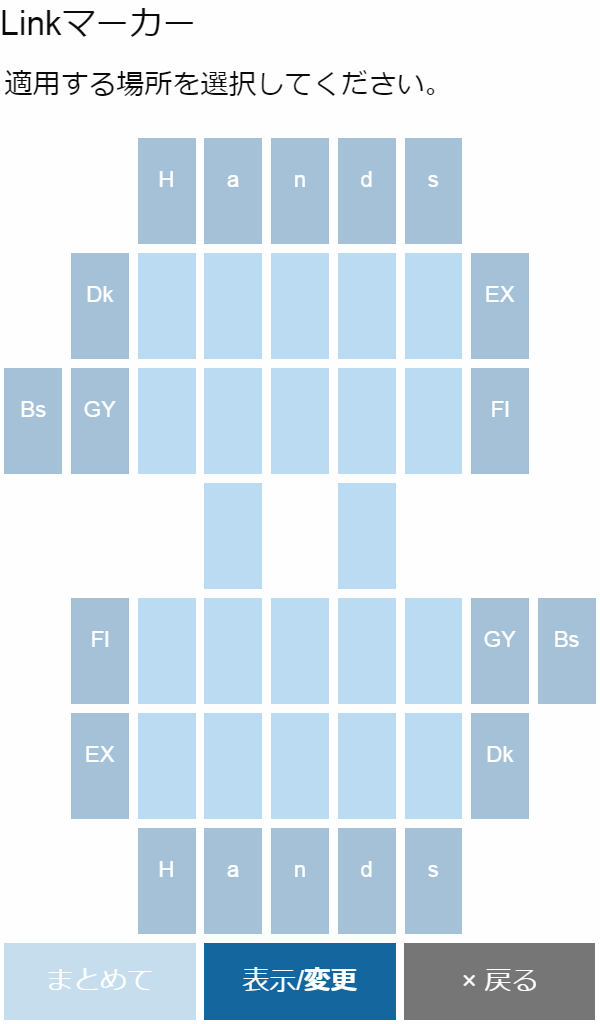 Linkマーカー
適用する場所を選択してください。
H a n d s
Dk EX
Bs GY FI
FI GY Bs
EX Dk
H a n d s
まとめて 表示/変更 × 戻る